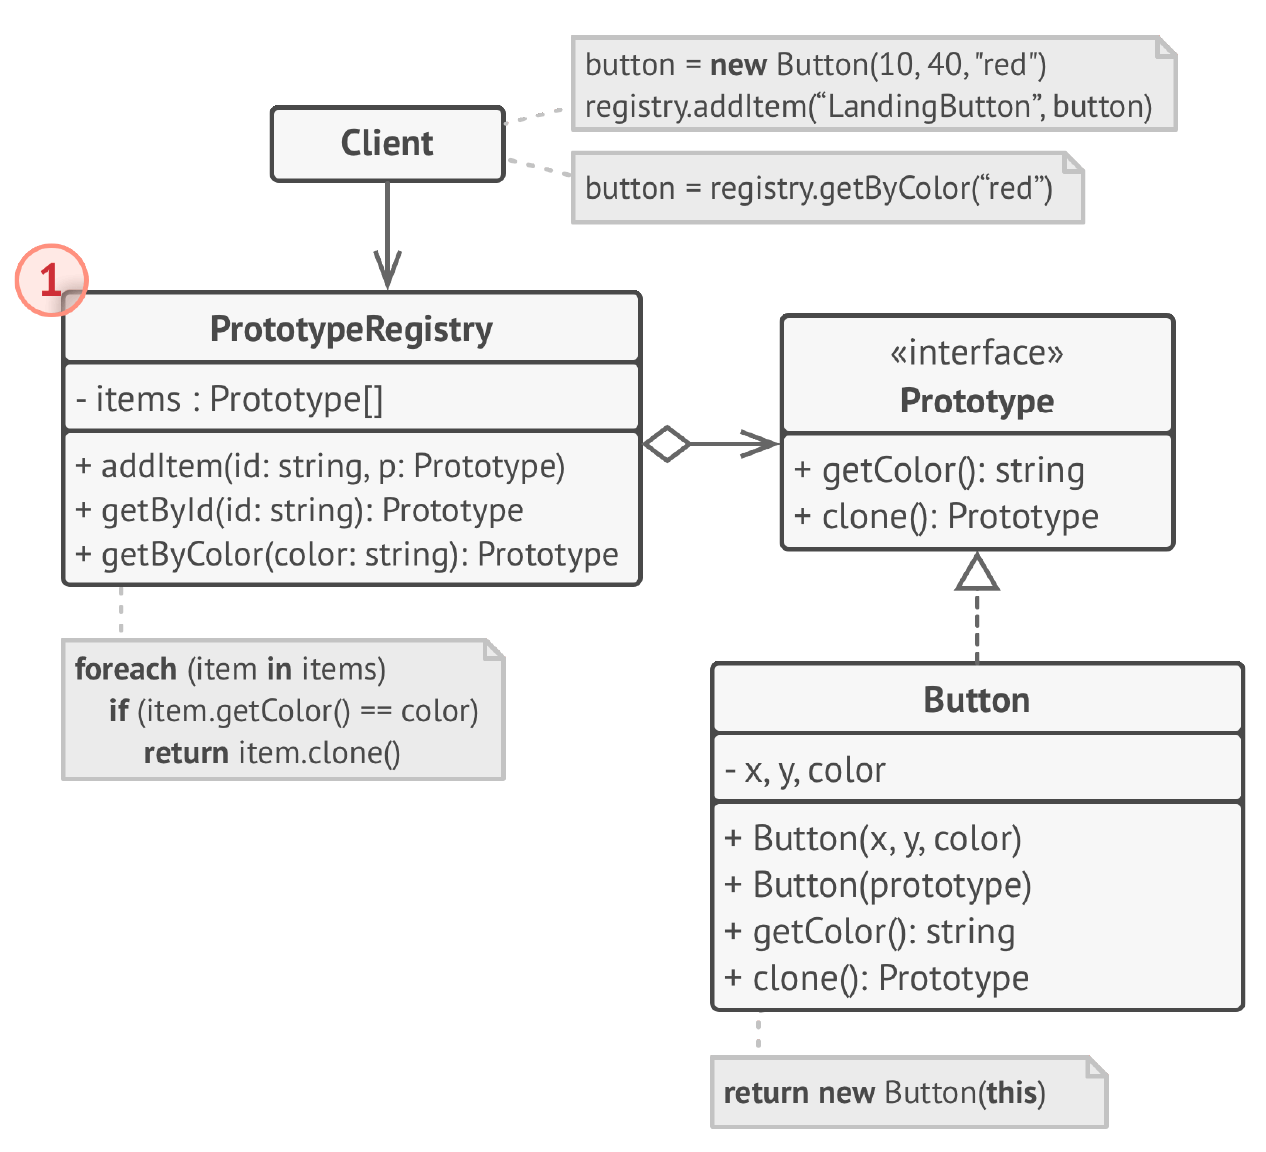 button = new Button(10, 40, "red")
registry.addItem(“LandingButton”, button)
Client
button = registry.getByColor(“red”)
1
PrototypeRegistry
- items : Prototype[]
+ addItem(id: string, p: Prototype)
+ getById(id: string): Prototype
+ getByColor(color: string): Prototype
«interface»
Prototype
+ getColor(): string
+ clone(): Prototype
foreach (item in items)
if (item.getColor() == color)
return item.clone()
Button
- x, y, color
+ Button(x, y, color)
+ Button(prototype)
+ getColor(): string
+ clone(): Prototype
return new Button(this)